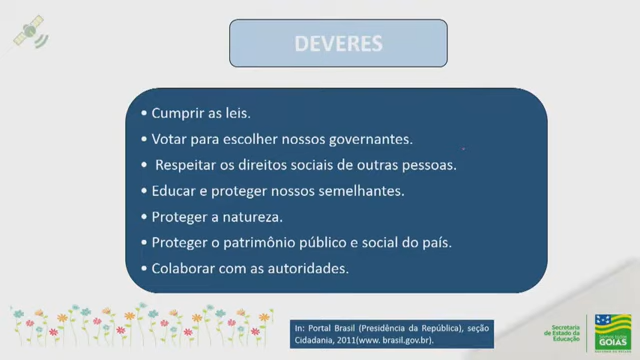 DEVERES
• Cumprir as leis.
• Votar para escolher nossos governantes.
• Respeitar os direitos sociais de outras pessoas.
• Educar e proteger nossos semelhantes.
• Proteger a natureza.
• Proteger o patrimônio público e social do país.
• Colaborar com as autoridades.
In: Portal Brasil (Presidência da República), seção
Cidadania, 2011(www. brasil.gov.br).
Secretaria
de Estado da
Educação
GOIÁS